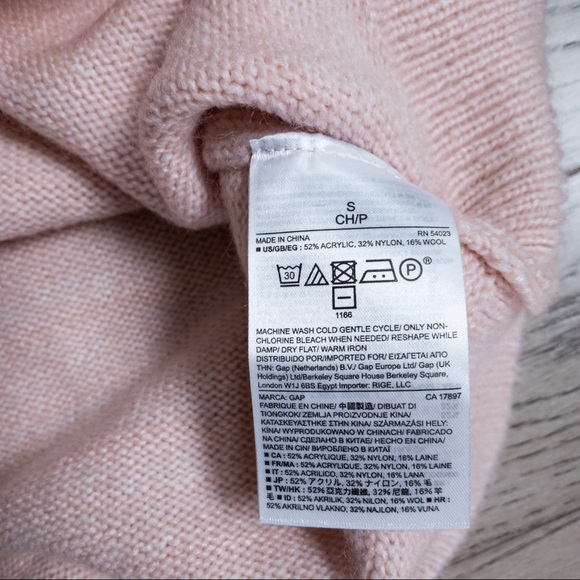 S
CH/P
MADE IN CHINA RN 54023
■ US/GB/EG : 52% ACRYLIC, 32% NYLON, 16% WOOL
30 P
1166
MACHINE WASH COLD GENTLE CYCLE/ ONLY NON-
CHLORINE BLEACH WHEN NEEDED/ RESHAPE WHILE
DAMP/ DRY FLAT/ WARM IRON
DISTRIBUIDO POR/IMPORTED FOR/ ΕΙΣΑΓΕΤΑΙ ΑΠΟ
THN: Gap (Netherlands) B.V./ Gap Europe Ltd/ Gap (UK
Holdings) Ltd/Berkeley Square House Berkeley Square,
London W1J 6BS Egypt Importer: RIGE, LLC
MARCA: GAP CA 17897
FABRIQUE EN CHINE/ 中國製造/ DIBUAT DI
TIONGKOK/ ZEMLJA PROIZVODNJE KINA/
ΚΑΤΑΣΚΕΥΑΣΤΗΚΕ ΣΤΗΝ ΚΙΝΑ/ SZÁRMAZÁSI HELY:
KÍNA/ WYPRODUKOWANO W CHINACH/ FABRICADO
NA CHINA/ СДЕЛАНО В КИТАЕ/ HECHO EN CHINA/
MADE IN CIN/ ВИРОБЛЕНО В КИТАЇ
■ CA : 52% ACRYLIQUE, 32% NYLON, 16% LAINE
■ FR/MA : 52% ACRYLIQUE, 32% NYLON, 16% LAINE
■ IT : 52% ACRILICO, 32% NYLON, 16% LANA
■ JP : 52% アクリル, 32% ナイロン, 16% 毛
■ TW/HK : 52% 亞克力纖維, 32% 尼龍, 16% 羊
毛 ■ ID : 52% AKRILIK, 32% NILON, 16% WOL ■ HR :
52% AKRILNO VLAKNO, 32% NAJLON, 16% VUNA